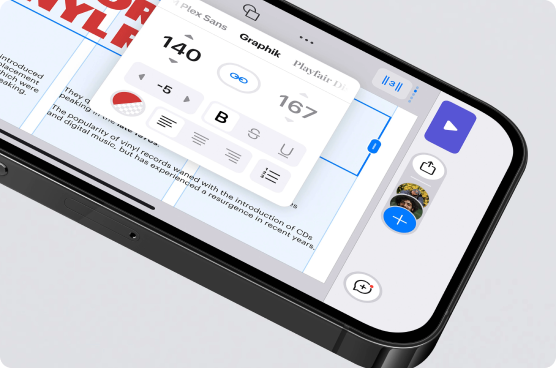 Plex Sans Graphik Playfair Di
140
167
-5
B S U
introduced
placement
which were
speaking.
They
peaking in the late
The popularity of vinyl records waned with the introduction of CDs
and digital music, but has experienced a resurgence in recent years.